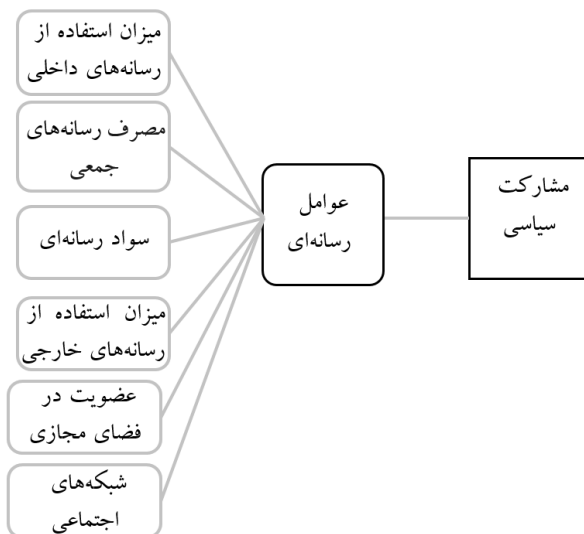 میزان استفاده از
رسانه‌های داخلی
مصرف رسانه‌های
جمعی
سواد رسانه‌ای
میزان استفاده از
رسانه‌های خارجی
عضویت در
فضای مجازی
شبکه‌های
اجتماعی
عوامل
رسانه‌ای
مشارکت
سیاسی